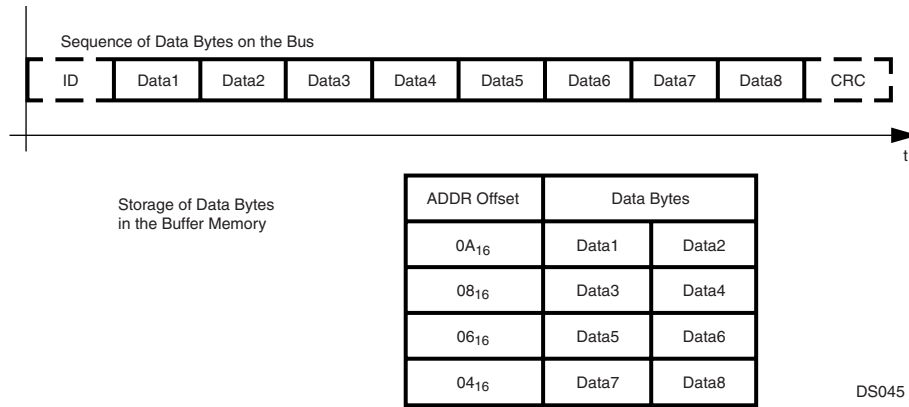 Sequence of Data Bytes on the Bus
ID Data1 Data2 Data3 Data4 Data5 Data6 Data7 Data8 CRC
t
Storage of Data Bytes
in the Buffer Memory
ADDR Offset Data Bytes
0A₁₆ Data1 Data2
08₁₆ Data3 Data4
06₁₆ Data5 Data6
04₁₆ Data7 Data8
DS045